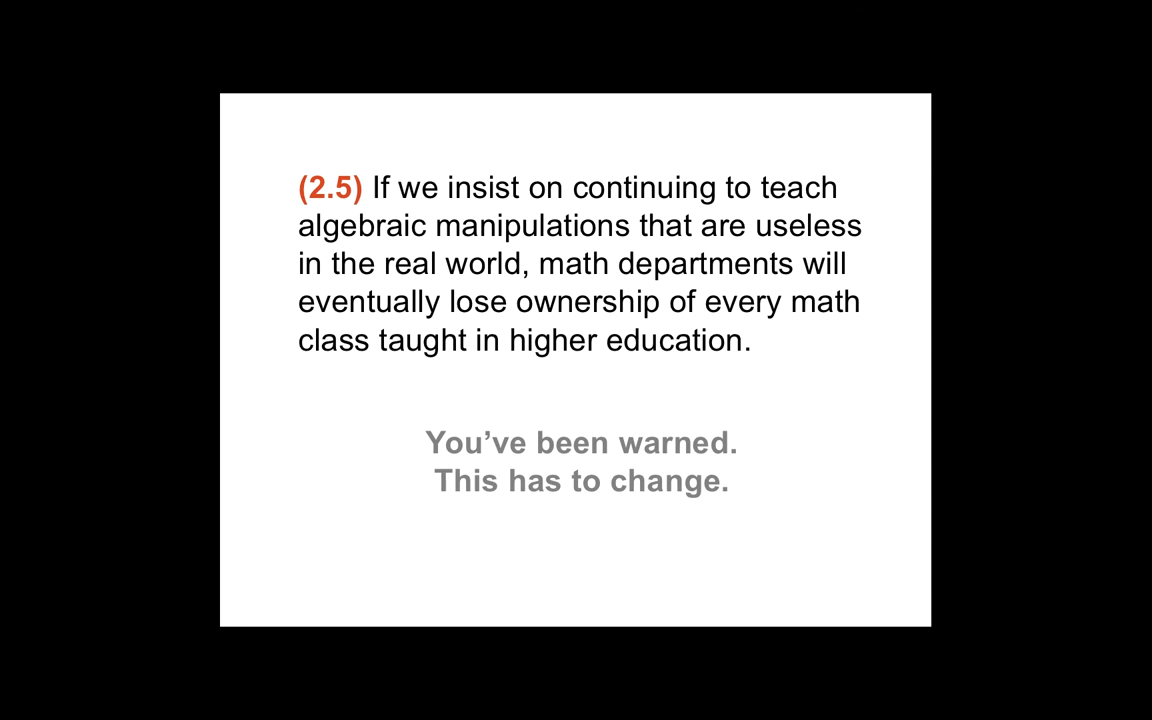 (2.5) If we insist on continuing to teach
algebraic manipulations that are useless
in the real world, math departments will
eventually lose ownership of every math
class taught in higher education.
You’ve been warned.
This has to change.